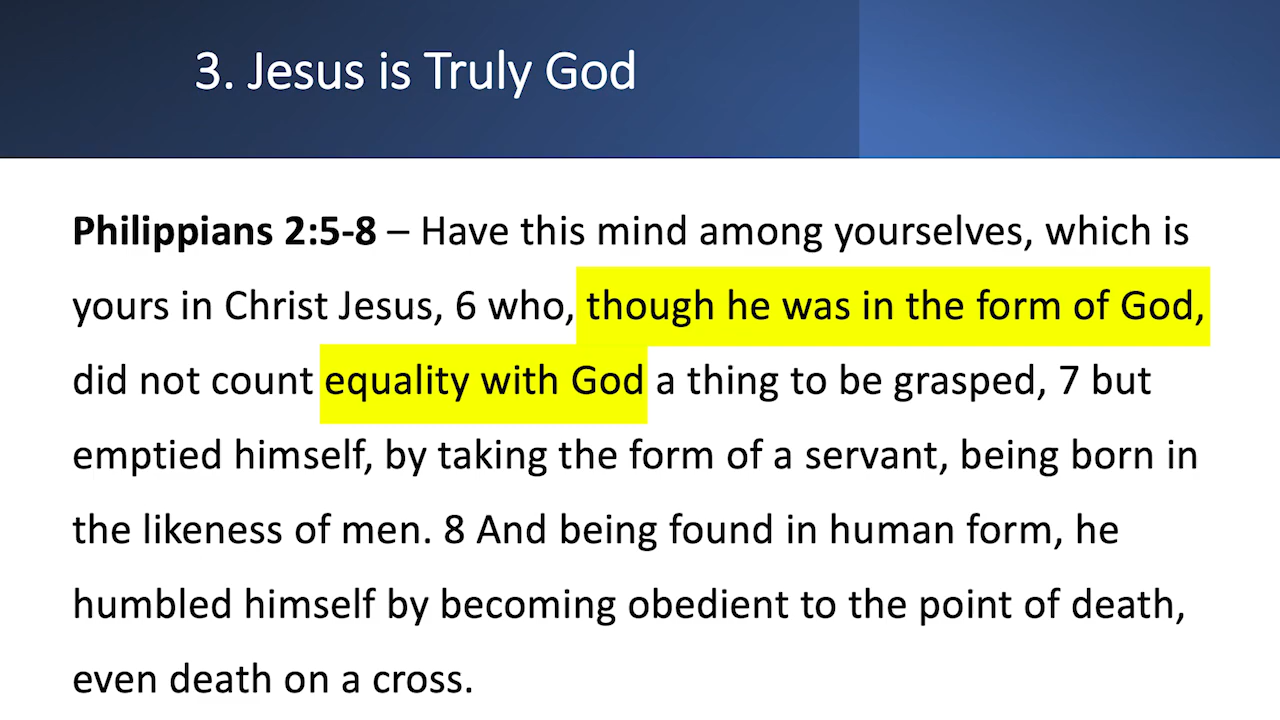 3. Jesus is Truly God
Philippians 2:5-8 – Have this mind among yourselves, which is
yours in Christ Jesus, 6 who, though he was in the form of God,
did not count equality with God a thing to be grasped, 7 but
emptied himself, by taking the form of a servant, being born in
the likeness of men. 8 And being found in human form, he
humbled himself by becoming obedient to the point of death,
even death on a cross.